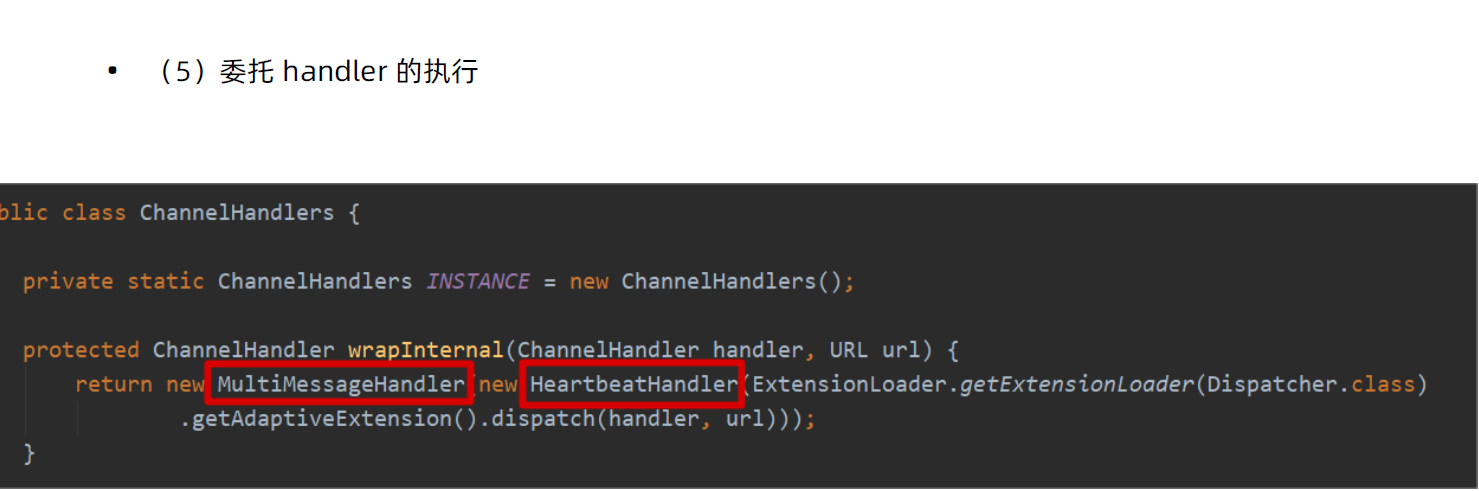 • （5）委托 handler 的执行
blic class ChannelHandlers {
private static ChannelHandlers INSTANCE = new ChannelHandlers();
protected ChannelHandler wrapInternal(ChannelHandler handler, URL url) {
return new MultiMessageHandler(new HeartbeatHandler(ExtensionLoader.getExtensionLoader(Dispatcher.class)
.getAdaptiveExtension().dispatch(handler, url)));
}